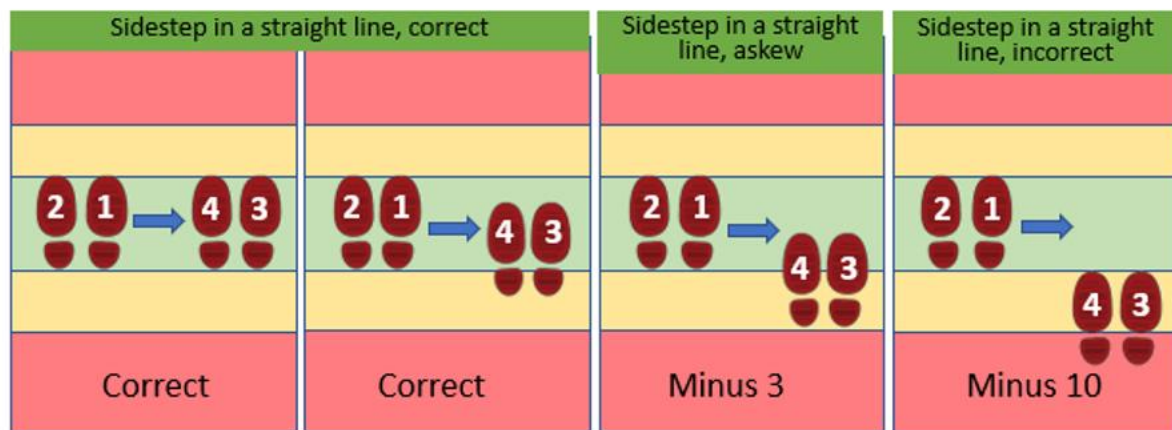 Sidestep in a straight line, correct
Sidestep in a straight
line, askew
Sidestep in a straight
line, incorrect
2 1 4 3
2 1 4 3
2 1 4 3
2 1 4 3
Correct
Correct
Minus 3
Minus 10